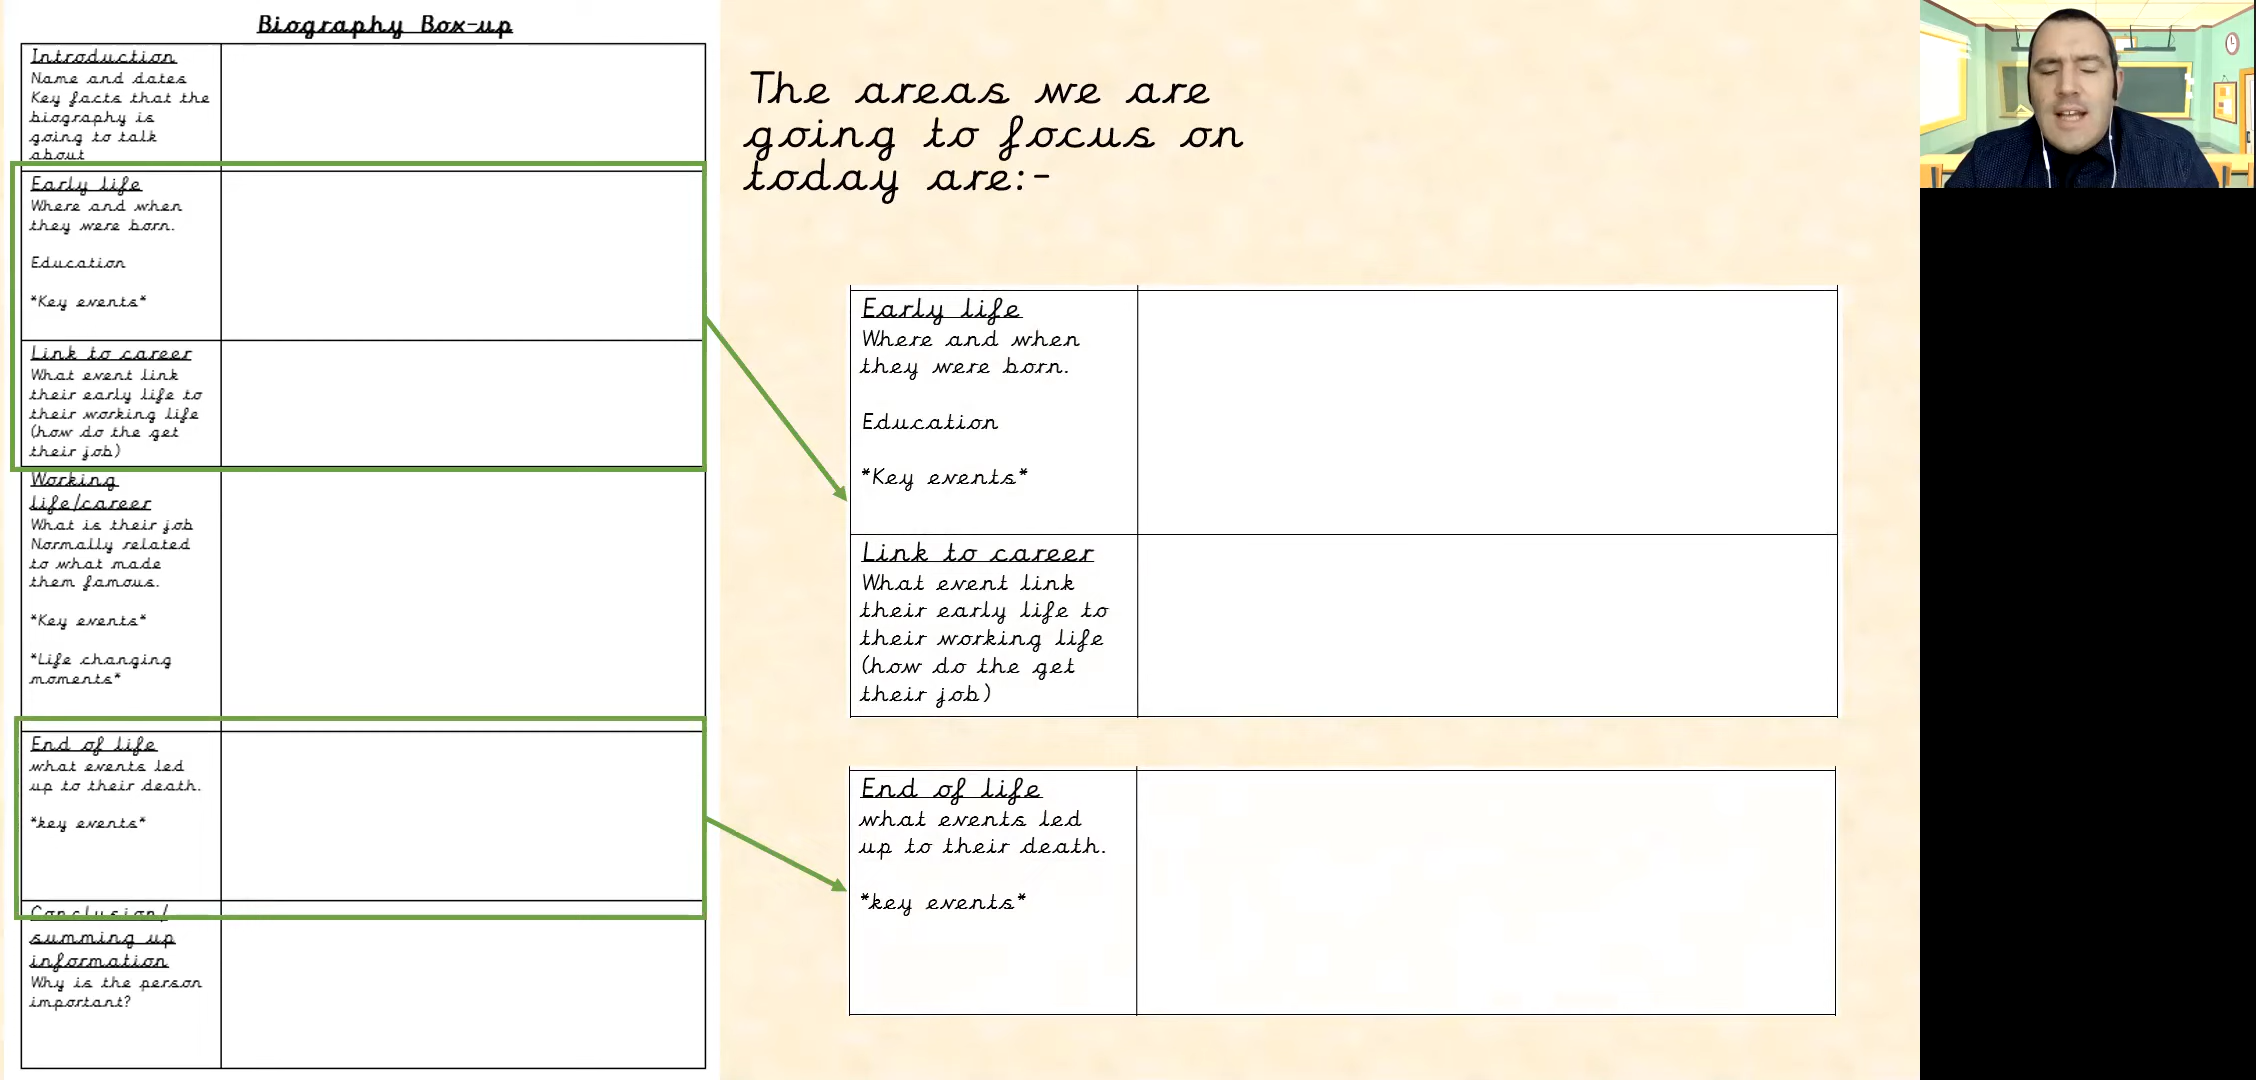 Biography Box-up
Introduction
Name and dates
Key facts that the
biography is
going to talk
about
Early life
Where and when
they were born.
Education
*Key events*
Link to career
What event link
their early life to
their working life
(how do the get
their job)
Working
life/career
What is their job
Normally related
to what made
them famous.
*Key events*
*Life changing
moments*
End of life
what events led
up to their death.
*key events*
Conclusion/
summing up
information
Why is the person
important?
The areas we are
going to focus on
today are:-
Early life
Where and when
they were born.
Education
*Key events*
Link to career
What event link
their early life to
their working life
(how do the get
their job)
End of life
what events led
up to their death.
*key events*